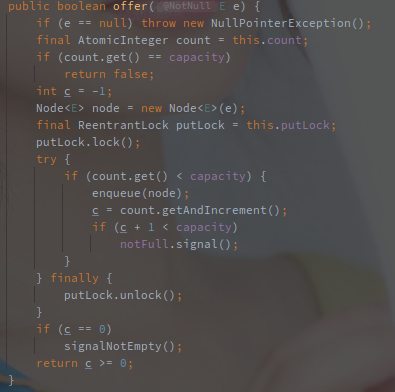 public boolean offer( @NotNull E e) {
if (e == null) throw new NullPointerException();
final AtomicInteger count = this.count;
if (count.get() == capacity)
return false;
int c = -1;
Node<E> node = new Node<E>(e);
final ReentrantLock putLock = this.putLock;
putLock.lock();
try {
if (count.get() < capacity) {
enqueue(node);
c = count.getAndIncrement();
if (c + 1 < capacity)
notFull.signal();
}
} finally {
putLock.unlock();
}
if (c == 0)
signalNotEmpty();
return c >= 0;
}